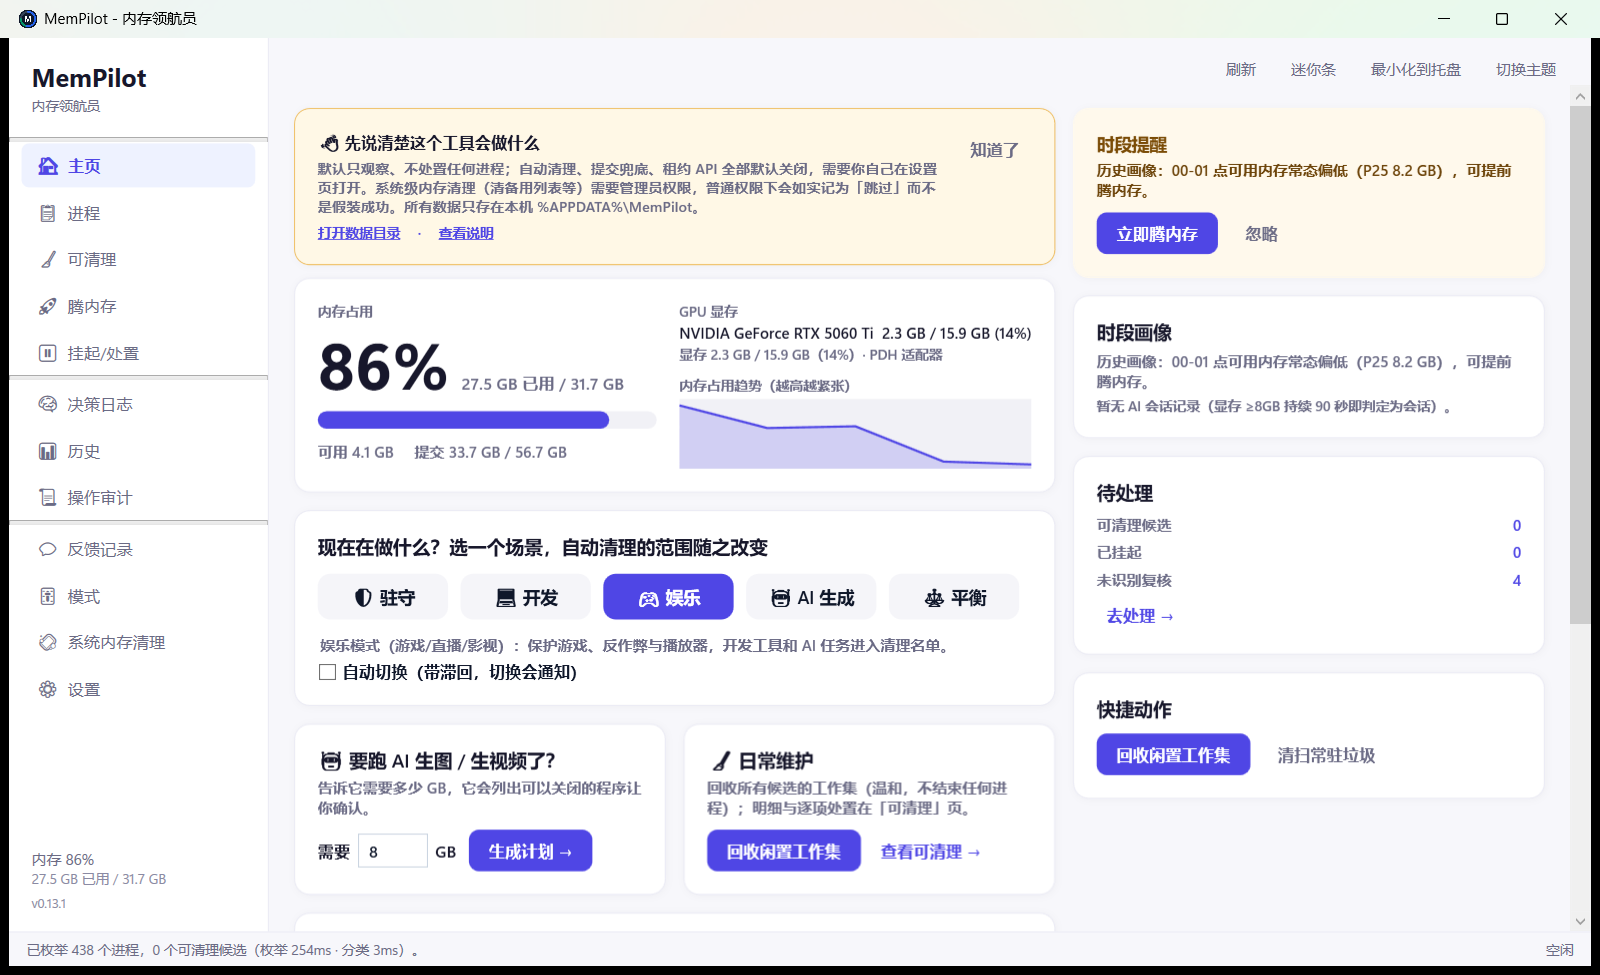 MemPilot - 内存领航员
MemPilot
内存领航员
主页
进程
可清理
腾内存
挂起/处置
决策日志
历史
操作审计
反馈记录
模式
系统内存清理
设置
内存 86%
27.5 GB 已用 / 31.7 GB
v0.13.1
刷新
迷你条
最小化到托盘
切换主题
先说清楚这个工具会做什么
知道了
默认只观察、不处置任何进程；自动清理、提交兜底、租约 API 全部默认关闭，需要你自己在设置
页打开。系统级内存清理（清备用列表等）需要管理员权限，普通权限下会如实记为「跳过」而不
是假装成功。所有数据只存在本机 %APPDATA%\MemPilot。
打开数据目录 · 查看说明
内存占用
86% 27.5 GB 已用 / 31.7 GB
可用 4.1 GB 提交 33.7 GB / 56.7 GB
GPU 显存
NVIDIA GeForce RTX 5060 Ti 2.3 GB / 15.9 GB (14%)
显存 2.3 GB / 15.9 GB（14%）· PDH 适配器
内存占用趋势（越高越紧张）
现在在做什么？选一个场景，自动清理的范围随之改变
驻守
开发
娱乐
AI 生成
平衡
娱乐模式（游戏/直播/影视）：保护游戏、反作弊与播放器，开发工具和 AI 任务进入清理名单。
自动切换（带滞回，切换会通知）
要跑 AI 生图 / 生视频了？
告诉它需要多少 GB，它会列出可以关闭的程序让
你确认。
需要 8 GB 生成计划 →
日常维护
回收所有候选的工作集（温和，不结束任何进
程）；明细与逐项处置在「可清理」页。
回收闲置工作集 查看可清理 →
时段提醒
历史画像：00-01 点可用内存常态偏低（P25 8.2 GB），可提前
腾内存。
立即腾内存 忽略
时段画像
历史画像：00-01 点可用内存常态偏低（P25 8.2 GB），可提前
腾内存。
暂无 AI 会话记录（显存 ≥8GB 持续 90 秒即判定为会话）。
待处理
可清理候选 0
已挂起 0
未识别复核 4
去处理 →
快捷动作
回收闲置工作集 清扫常驻垃圾
已枚举 438 个进程，0 个可清理候选（枚举 254ms · 分类 3ms）。
空闲